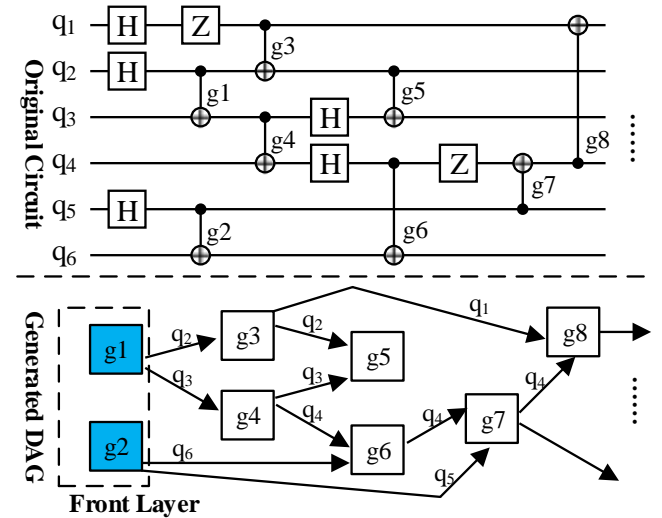 Original Circuit
q1 H Z g3
q2 H g1 g5
q3 g4 H
q4 H Z g8
g7
q5 H g2 g6
q6
Generated DAG
q1
g1 q2 g3 q2 g8
q3 g5
q3 q4
g4 q4 q4 g7
g2 q6 g6
q5
Front Layer